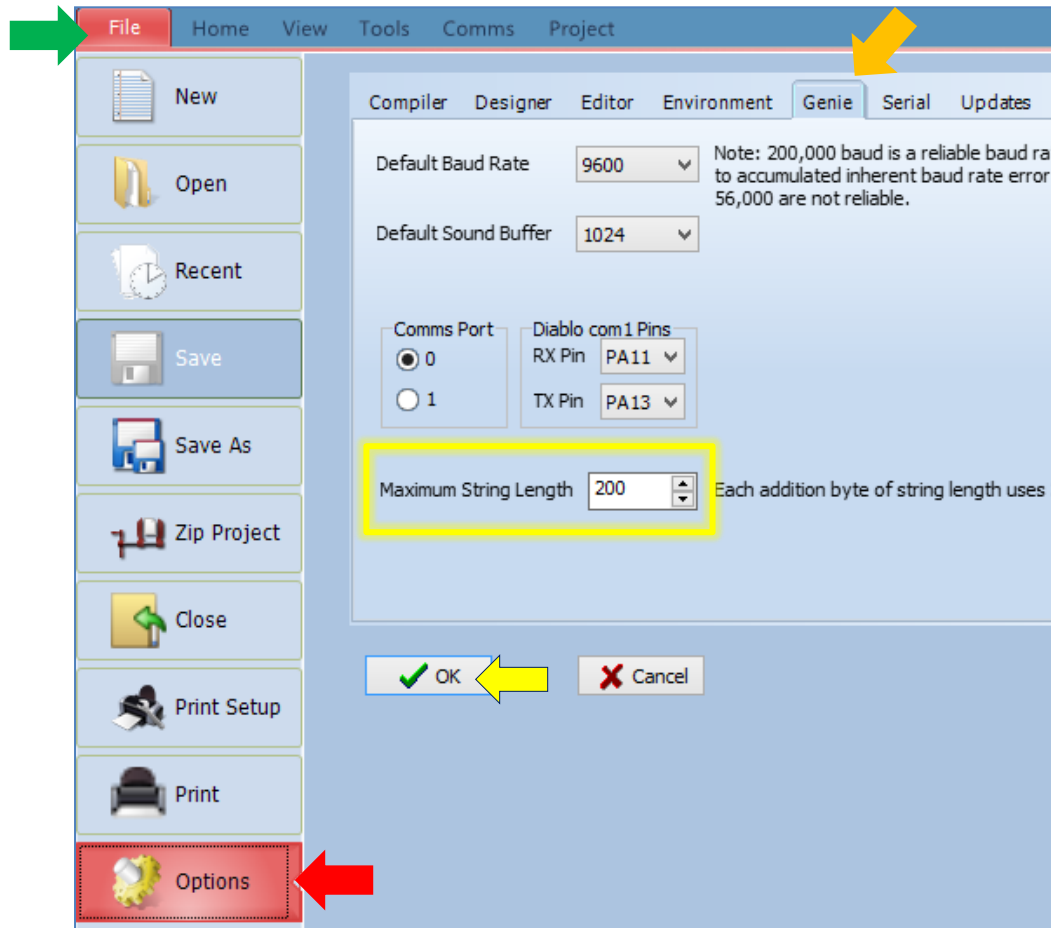 File Home View Tools Comms Project
New
Open
Recent
Save
Save As
Zip Project
Close
Print Setup
Print
Options
Compiler Designer Editor Environment Genie Serial Updates
Default Baud Rate 9600
Note: 200,000 baud is a reliable baud ra
to accumulated inherent baud rate error
56,000 are not reliable.
Default Sound Buffer 1024
Comms Port
0
1
Diablo com1 Pins
RX Pin PA11
TX Pin PA13
Maximum String Length 200 Each addition byte of string length uses
OK Cancel